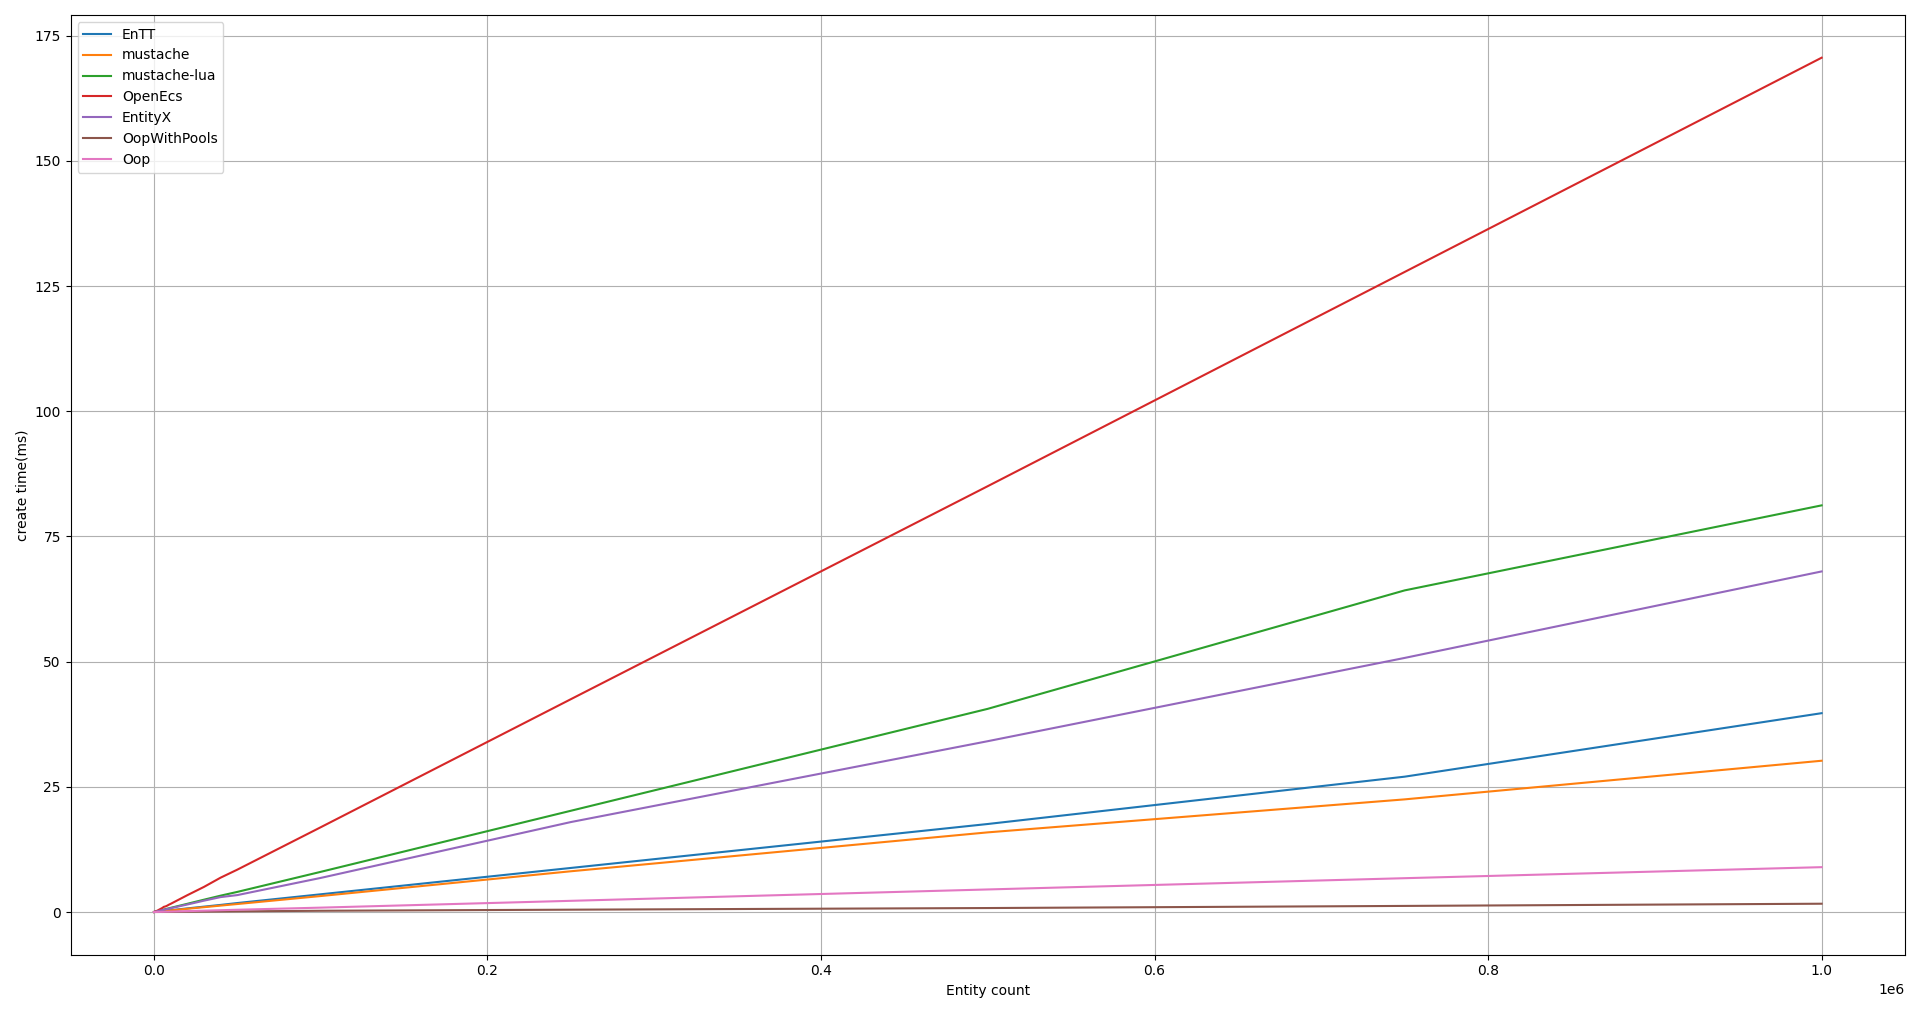 EnTT
mustache
mustache-lua
OpenEcs
EntityX
OopWithPools
Oop
175
150
125
100
75
50
25
0
create time(ms)
0.0 0.2 0.4 0.6 0.8 1.0
Entity count
1e6